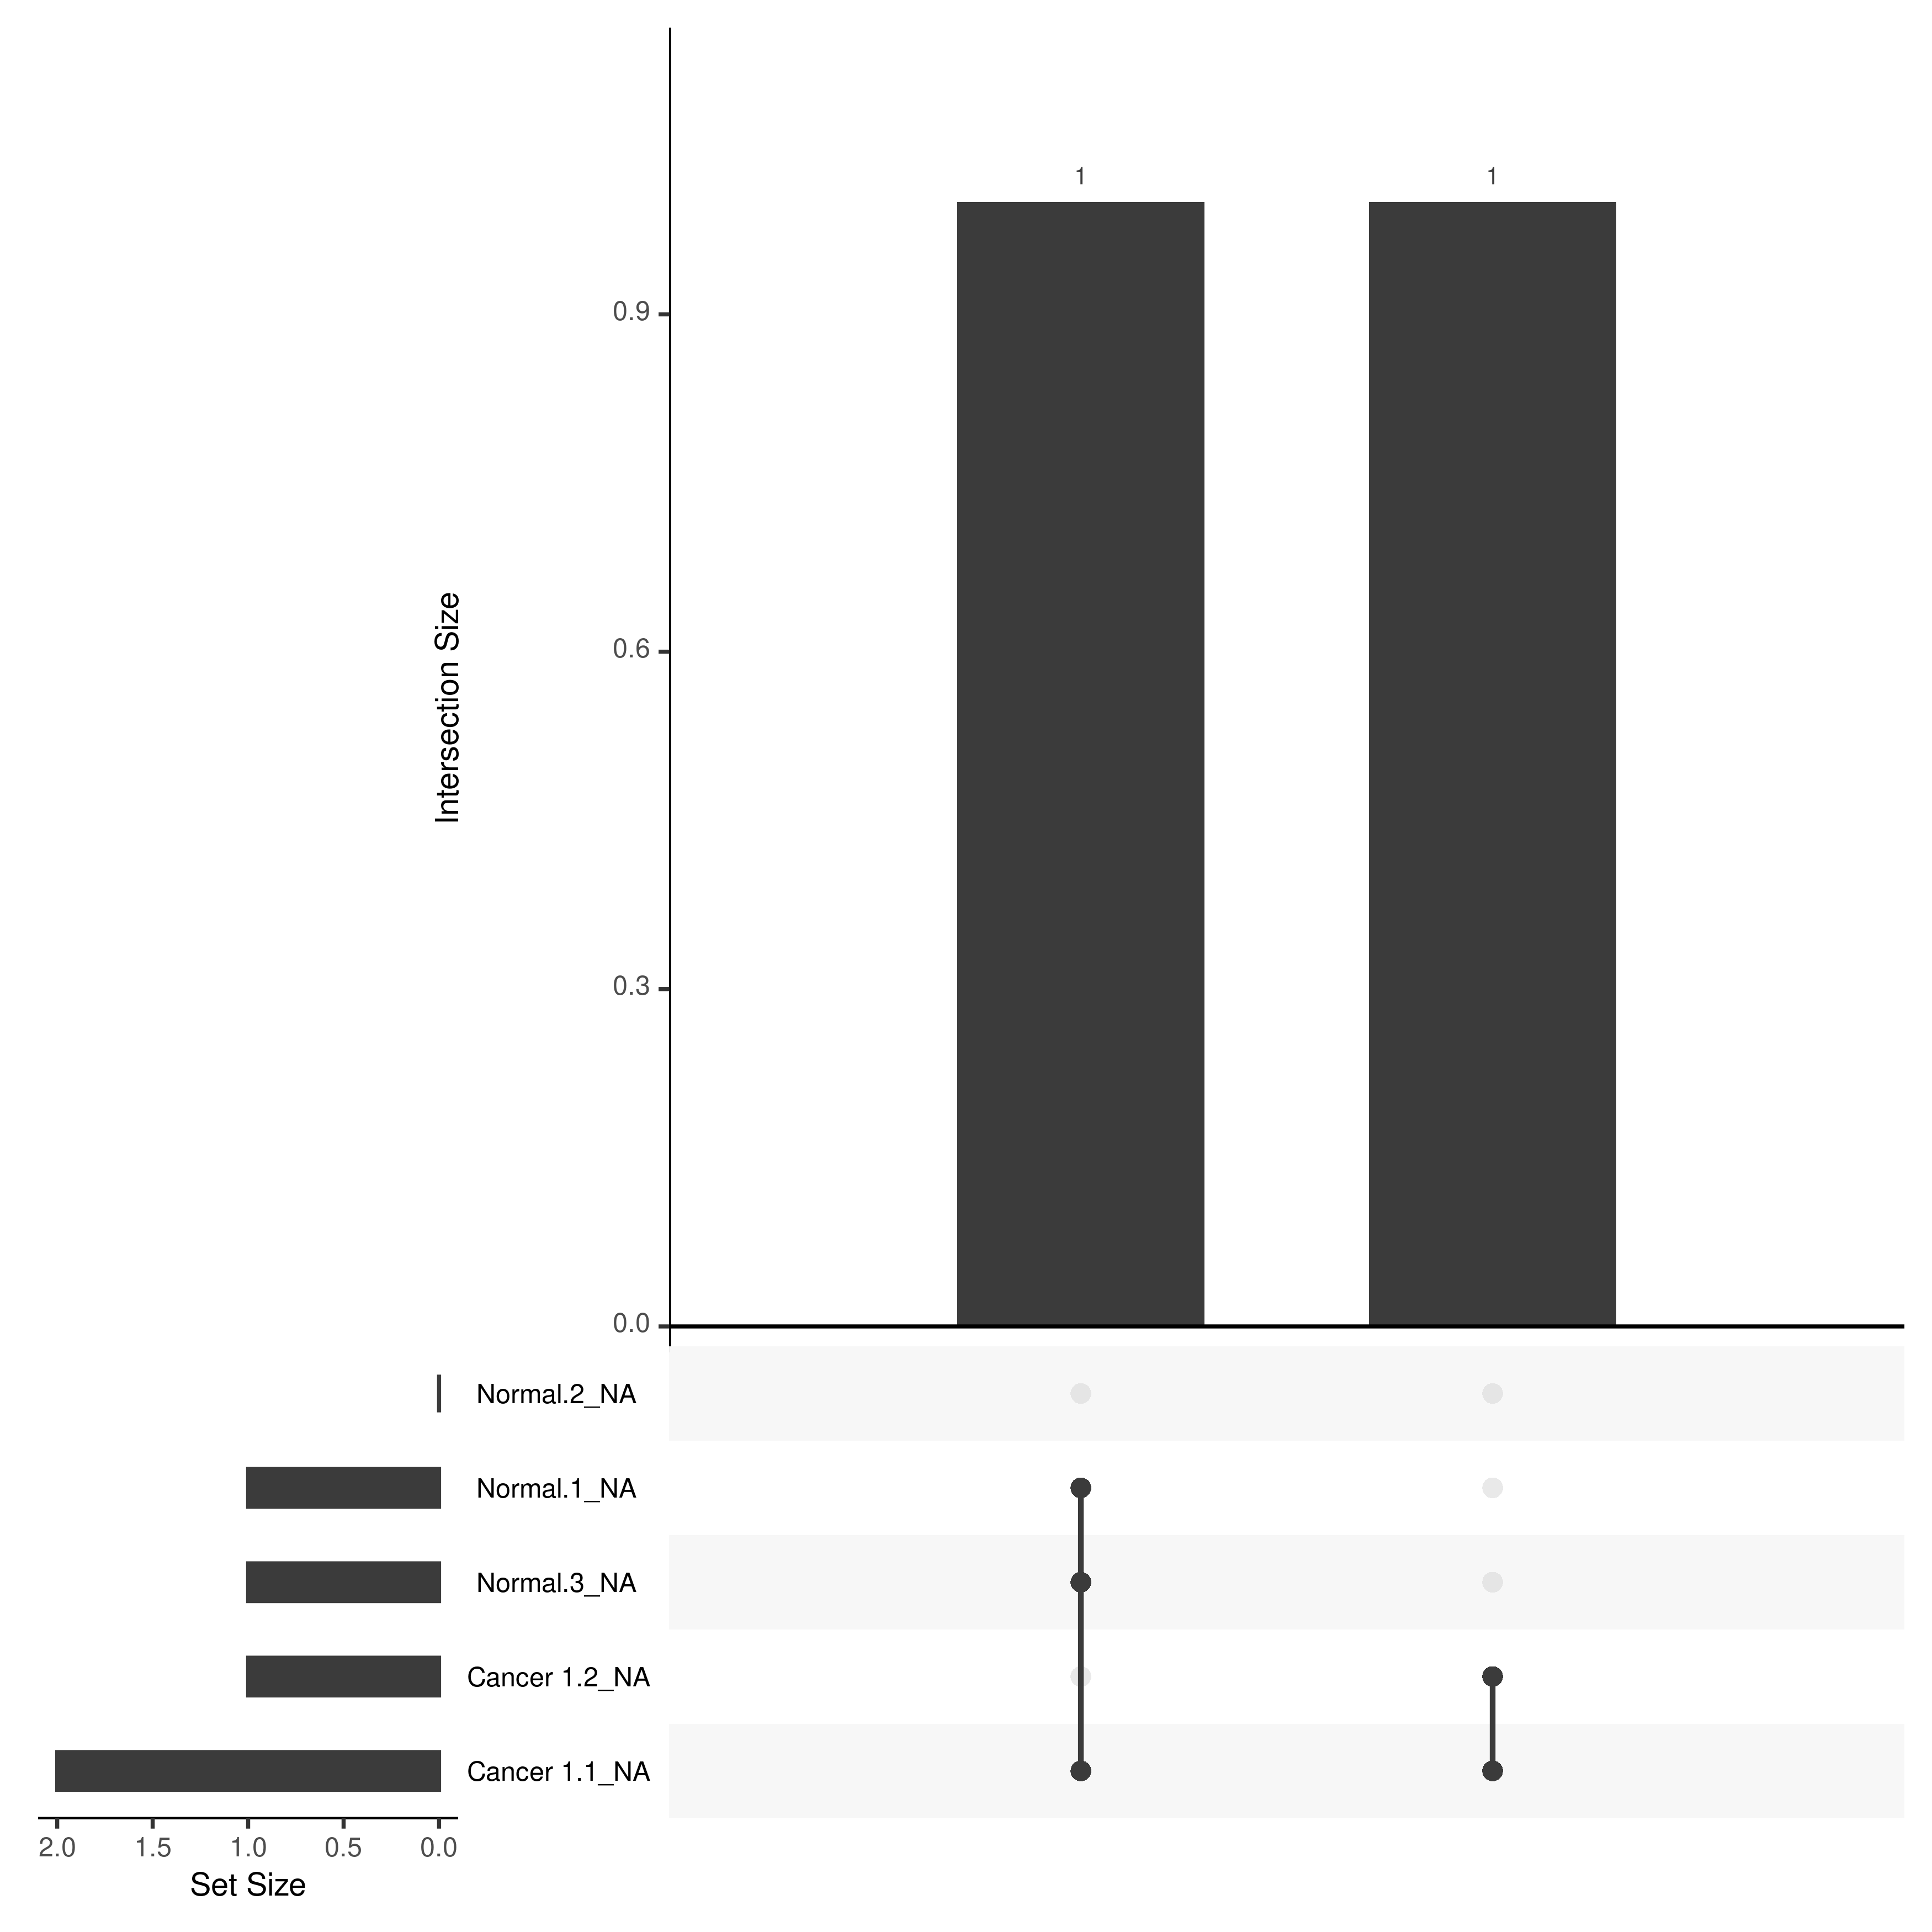 1 1
0.9
0.6
0.3
0.0
Intersection Size
Normal.2_NA
Normal.1_NA
Normal.3_NA
Cancer 1.2_NA
Cancer 1.1_NA
2.0 1.5 1.0 0.5 0.0
Set Size